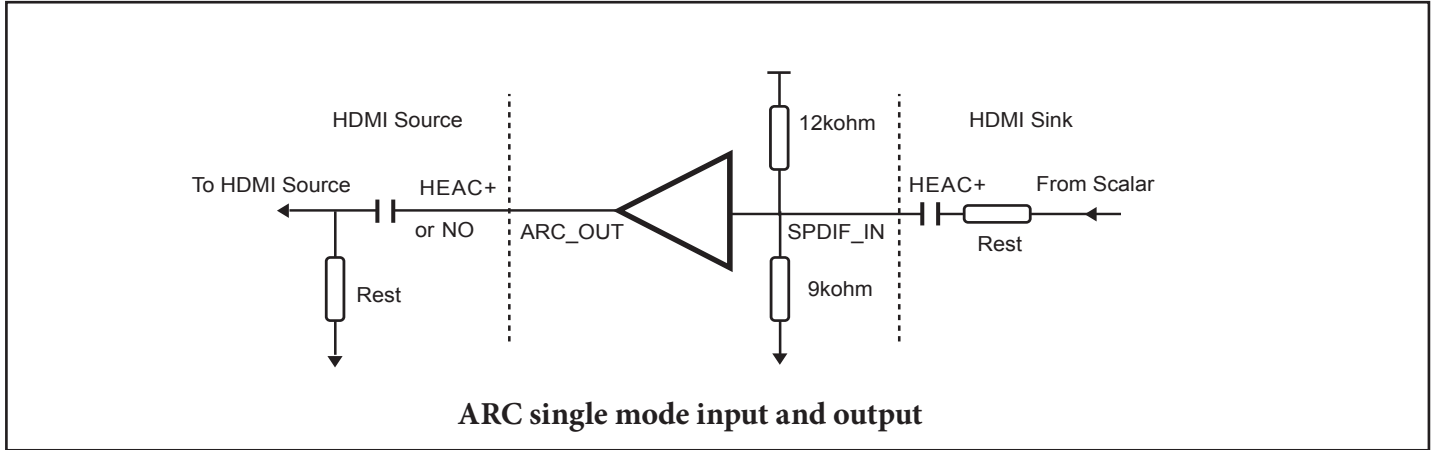 HDMI Source
12kohm
HDMI Sink
To HDMI Source
HEAC+
HEAC+
From Scalar
or NO
ARC_OUT
SPDIF_IN
Rest
Rest
9kohm
ARC single mode input and output